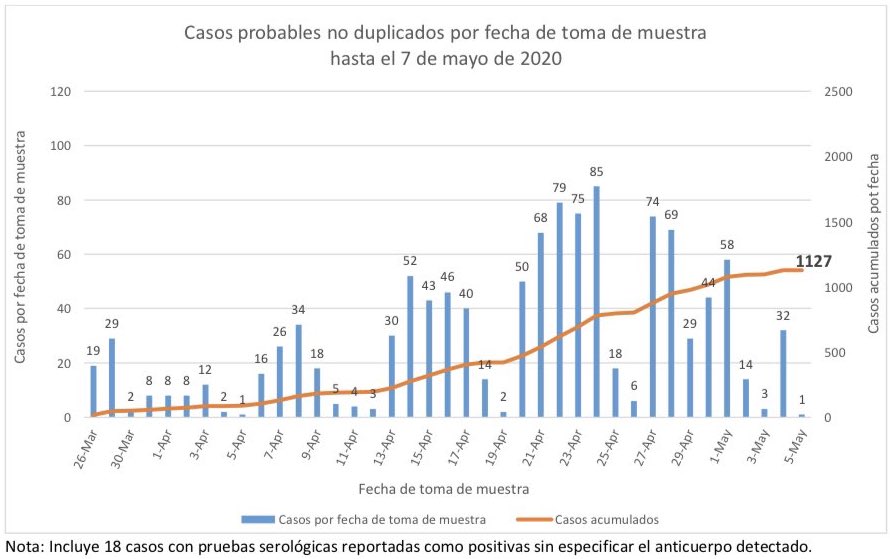 Casos probables no duplicados por fecha de toma de muestra
hasta el 7 de mayo de 2020
Casos por fecha de toma de muestra
120
100
80
60
40
20
0
19
29
2
8
8
8
12
2
1
16
26
34
18
5
4
3
30
52
43
46
40
14
2
50
68
79
75
85
18
6
74
69
29
44
58
14
3
32
1
1127
2500
2000
1500
1000
500
0
Casos acumulados pot fecha
26-Mar
30-Mar
1-Apr
3-Apr
5-Apr
7-Apr
9-Apr
11-Apr
13-Apr
15-Apr
17-Apr
19-Apr
21-Apr
23-Apr
25-Apr
27-Apr
29-Apr
1-May
3-May
5-May
Fecha de toma de muestra
Casos por fecha de toma de muestra
Casos acumulados
Nota: Incluye 18 casos con pruebas serológicas reportadas como positivas sin especificar el anticuerpo detectado.